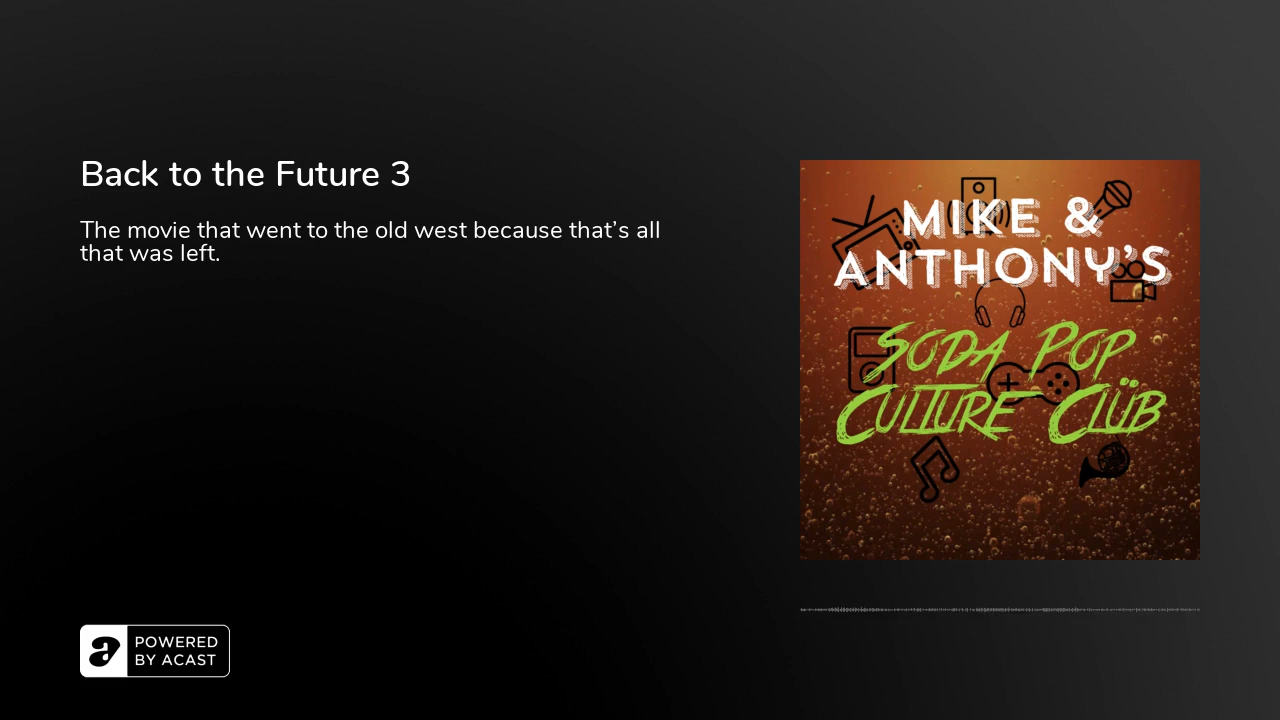 Back to the Future 3
The movie that went to the old west because that’s all
that was left.
MIKE &
ANTHONY’S
SODA POP
CULTURE CLÜB
POWERED
BY ACAST